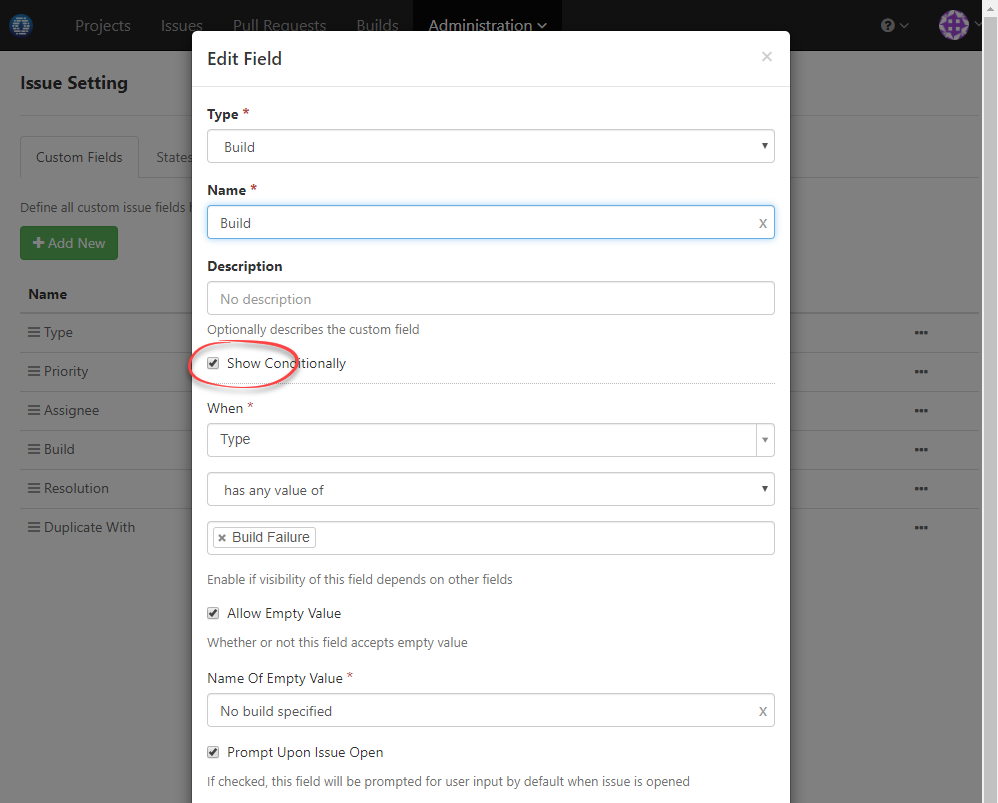 Projects Issues Pull Requests Builds Administration
Issue Setting
Custom Fields States
Define all custom issue fields
+ Add New
Name
Type
Priority
Assignee
Build
Resolution
Duplicate With
Edit Field ×
Type *
Build
Name *
Build x
Description
No description
Optionally describes the custom field
Show Conditionally
When *
Type
has any value of
× Build Failure
Enable if visibility of this field depends on other fields
Allow Empty Value
Whether or not this field accepts empty value
Name Of Empty Value *
No build specified x
Prompt Upon Issue Open
If checked, this field will be prompted for user input by default when issue is opened